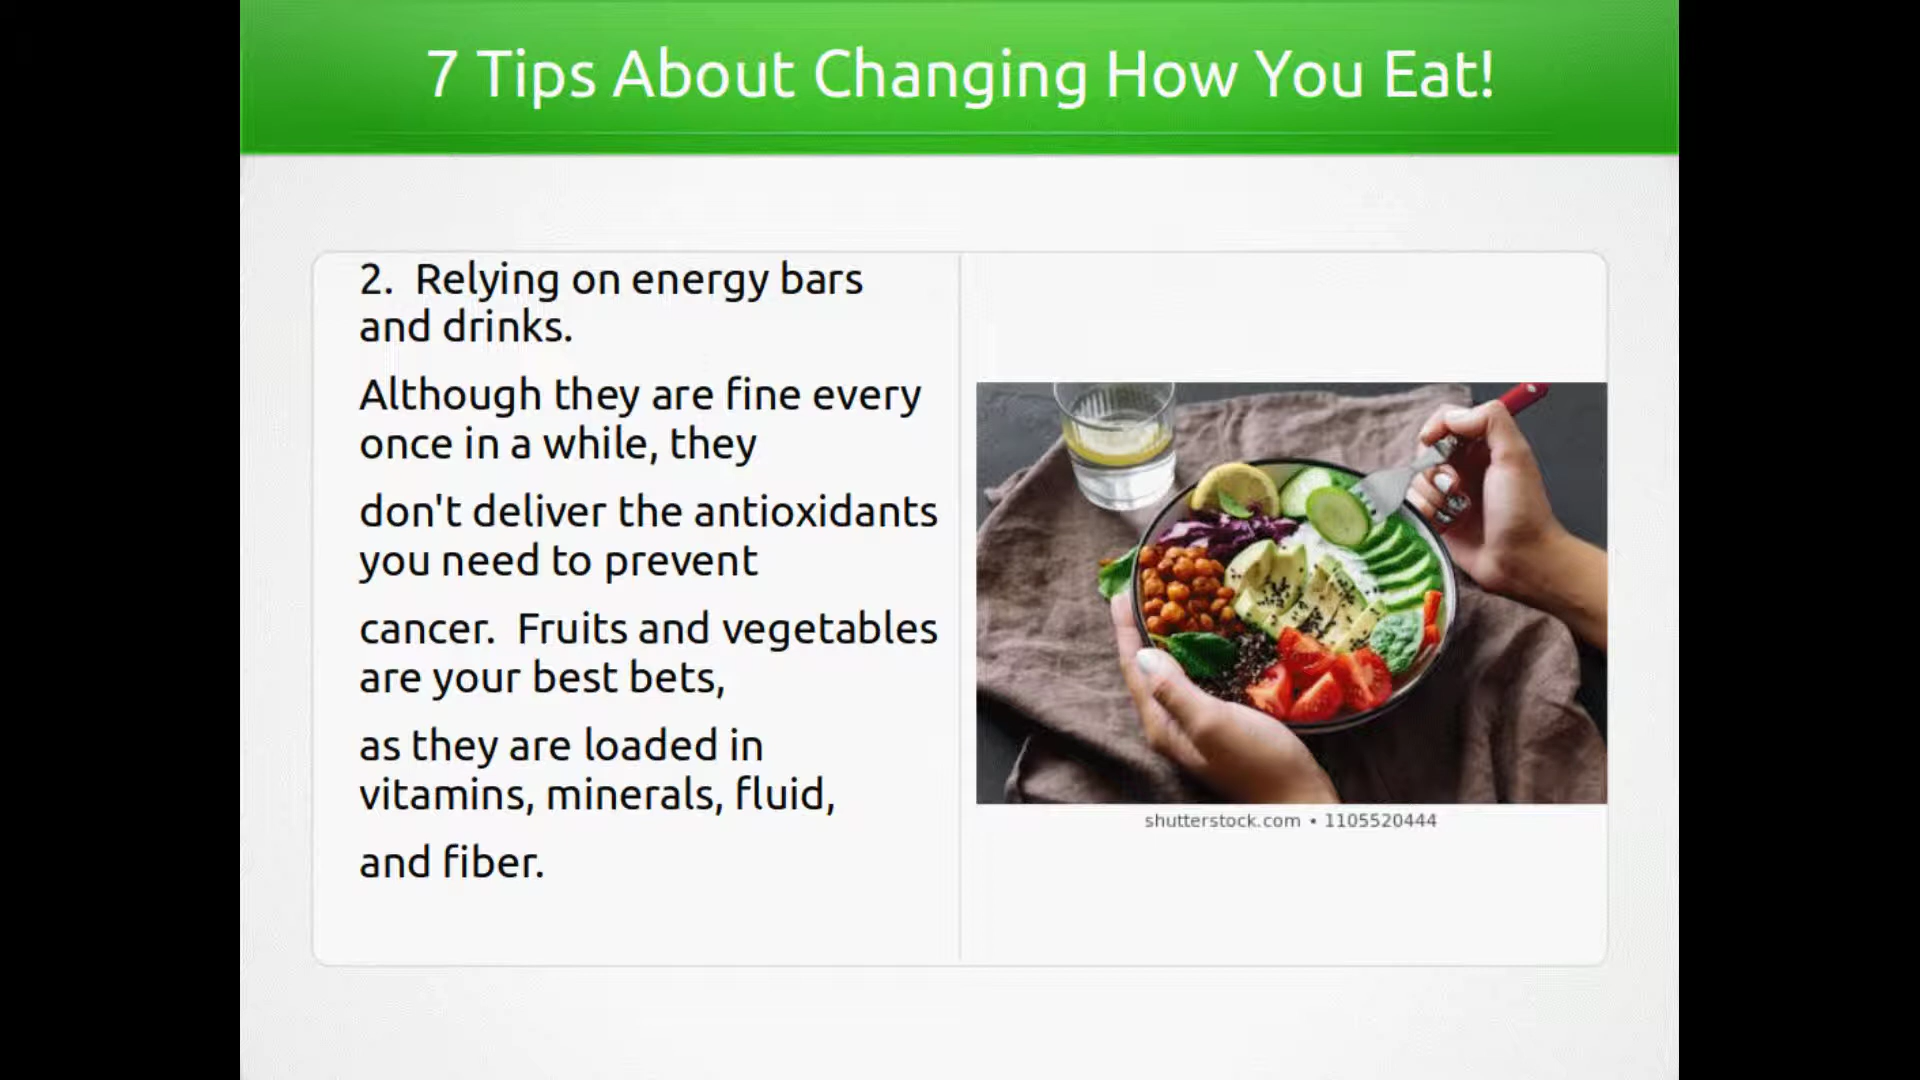 7 Tips About Changing How You Eat!
2.  Relying on energy bars
and drinks.
Although they are fine every
once in a while, they
don't deliver the antioxidants
you need to prevent
cancer.  Fruits and vegetables
are your best bets,
as they are loaded in
vitamins, minerals, fluid,
and fiber.
shutterstock.com • 1105520444